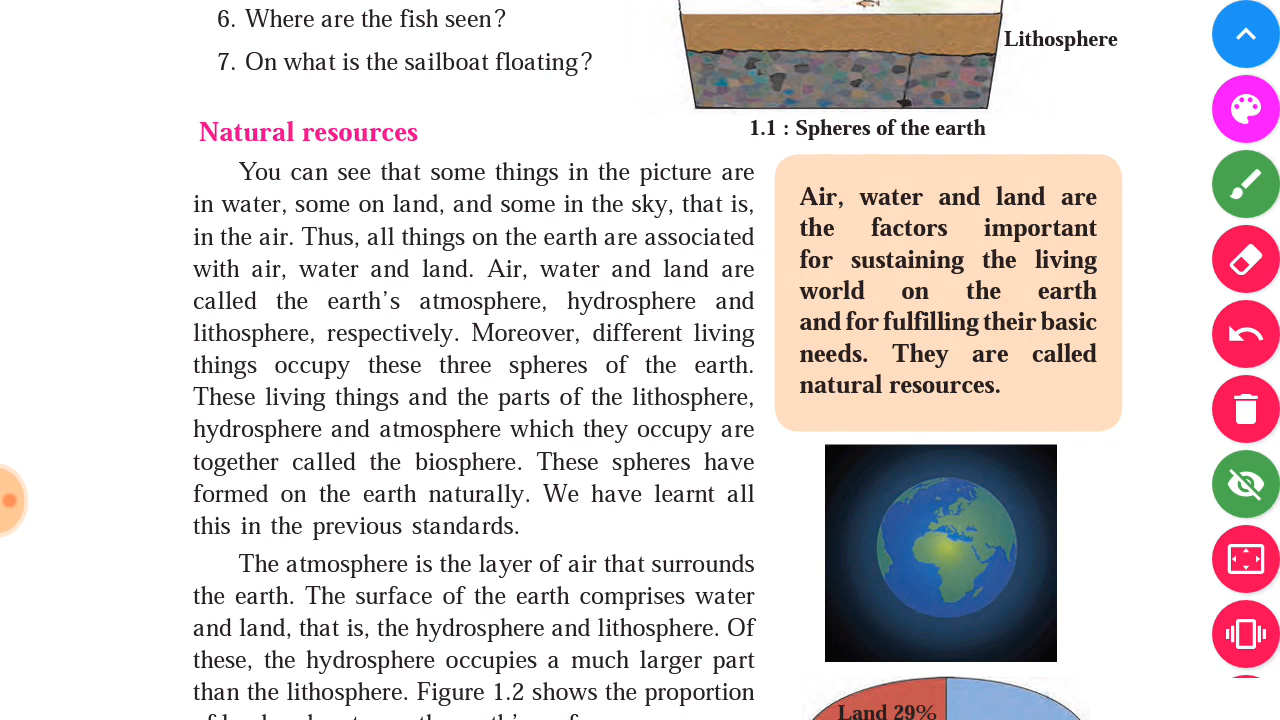 6. Where are the fish seen?
7. On what is the sailboat floating?
Lithosphere
1.1 : Spheres of the earth
Natural resources
You can see that some things in the picture are
in water, some on land, and some in the sky, that is,
in the air. Thus, all things on the earth are associated
with air, water and land. Air, water and land are
called the earth's atmosphere, hydrosphere and
lithosphere, respectively. Moreover, different living
things occupy these three spheres of the earth.
These living things and the parts of the lithosphere,
hydrosphere and atmosphere which they occupy are
together called the biosphere. These spheres have
formed on the earth naturally. We have learnt all
this in the previous standards.
The atmosphere is the layer of air that surrounds
the earth. The surface of the earth comprises water
and land, that is, the hydrosphere and lithosphere. Of
these, the hydrosphere occupies a much larger part
than the lithosphere. Figure 1.2 shows the proportion
Air, water and land are
the factors important
for sustaining the living
world on the earth
and for fulfilling their basic
needs. They are called
natural resources.
Land 29%